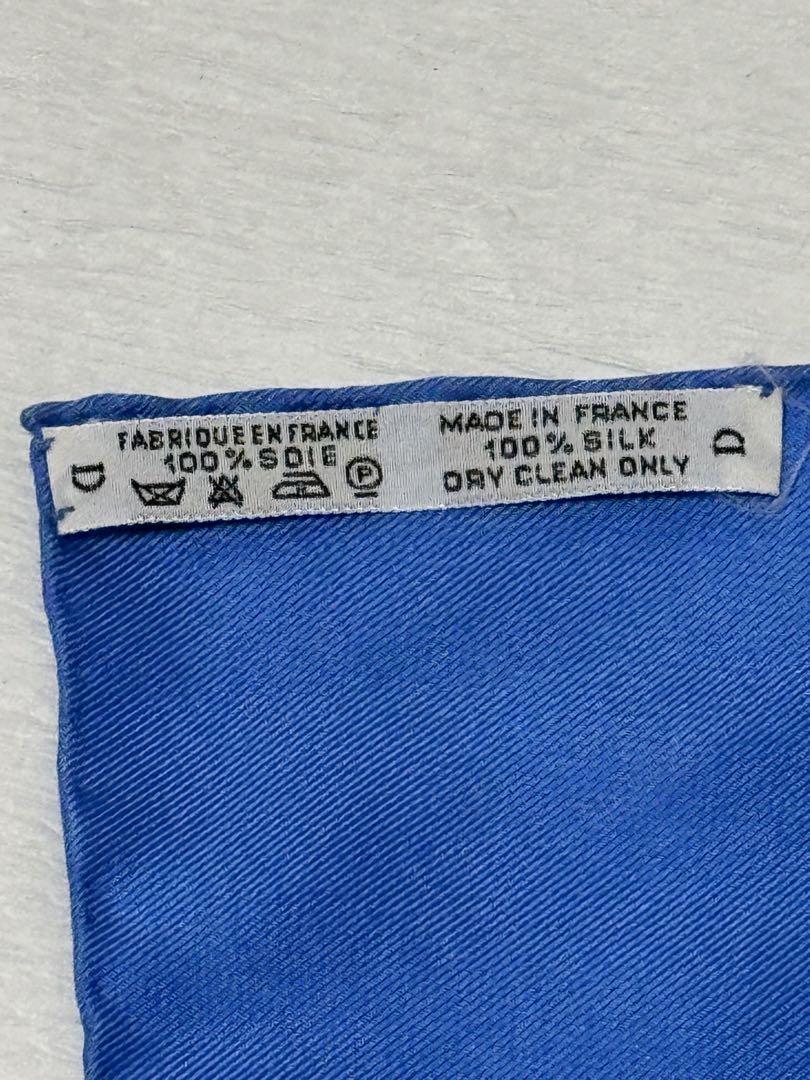 D
FABRIQUE EN FRANCE
100% SOIE
P
MADE IN FRANCE
100% SILK
DRY CLEAN ONLY
D